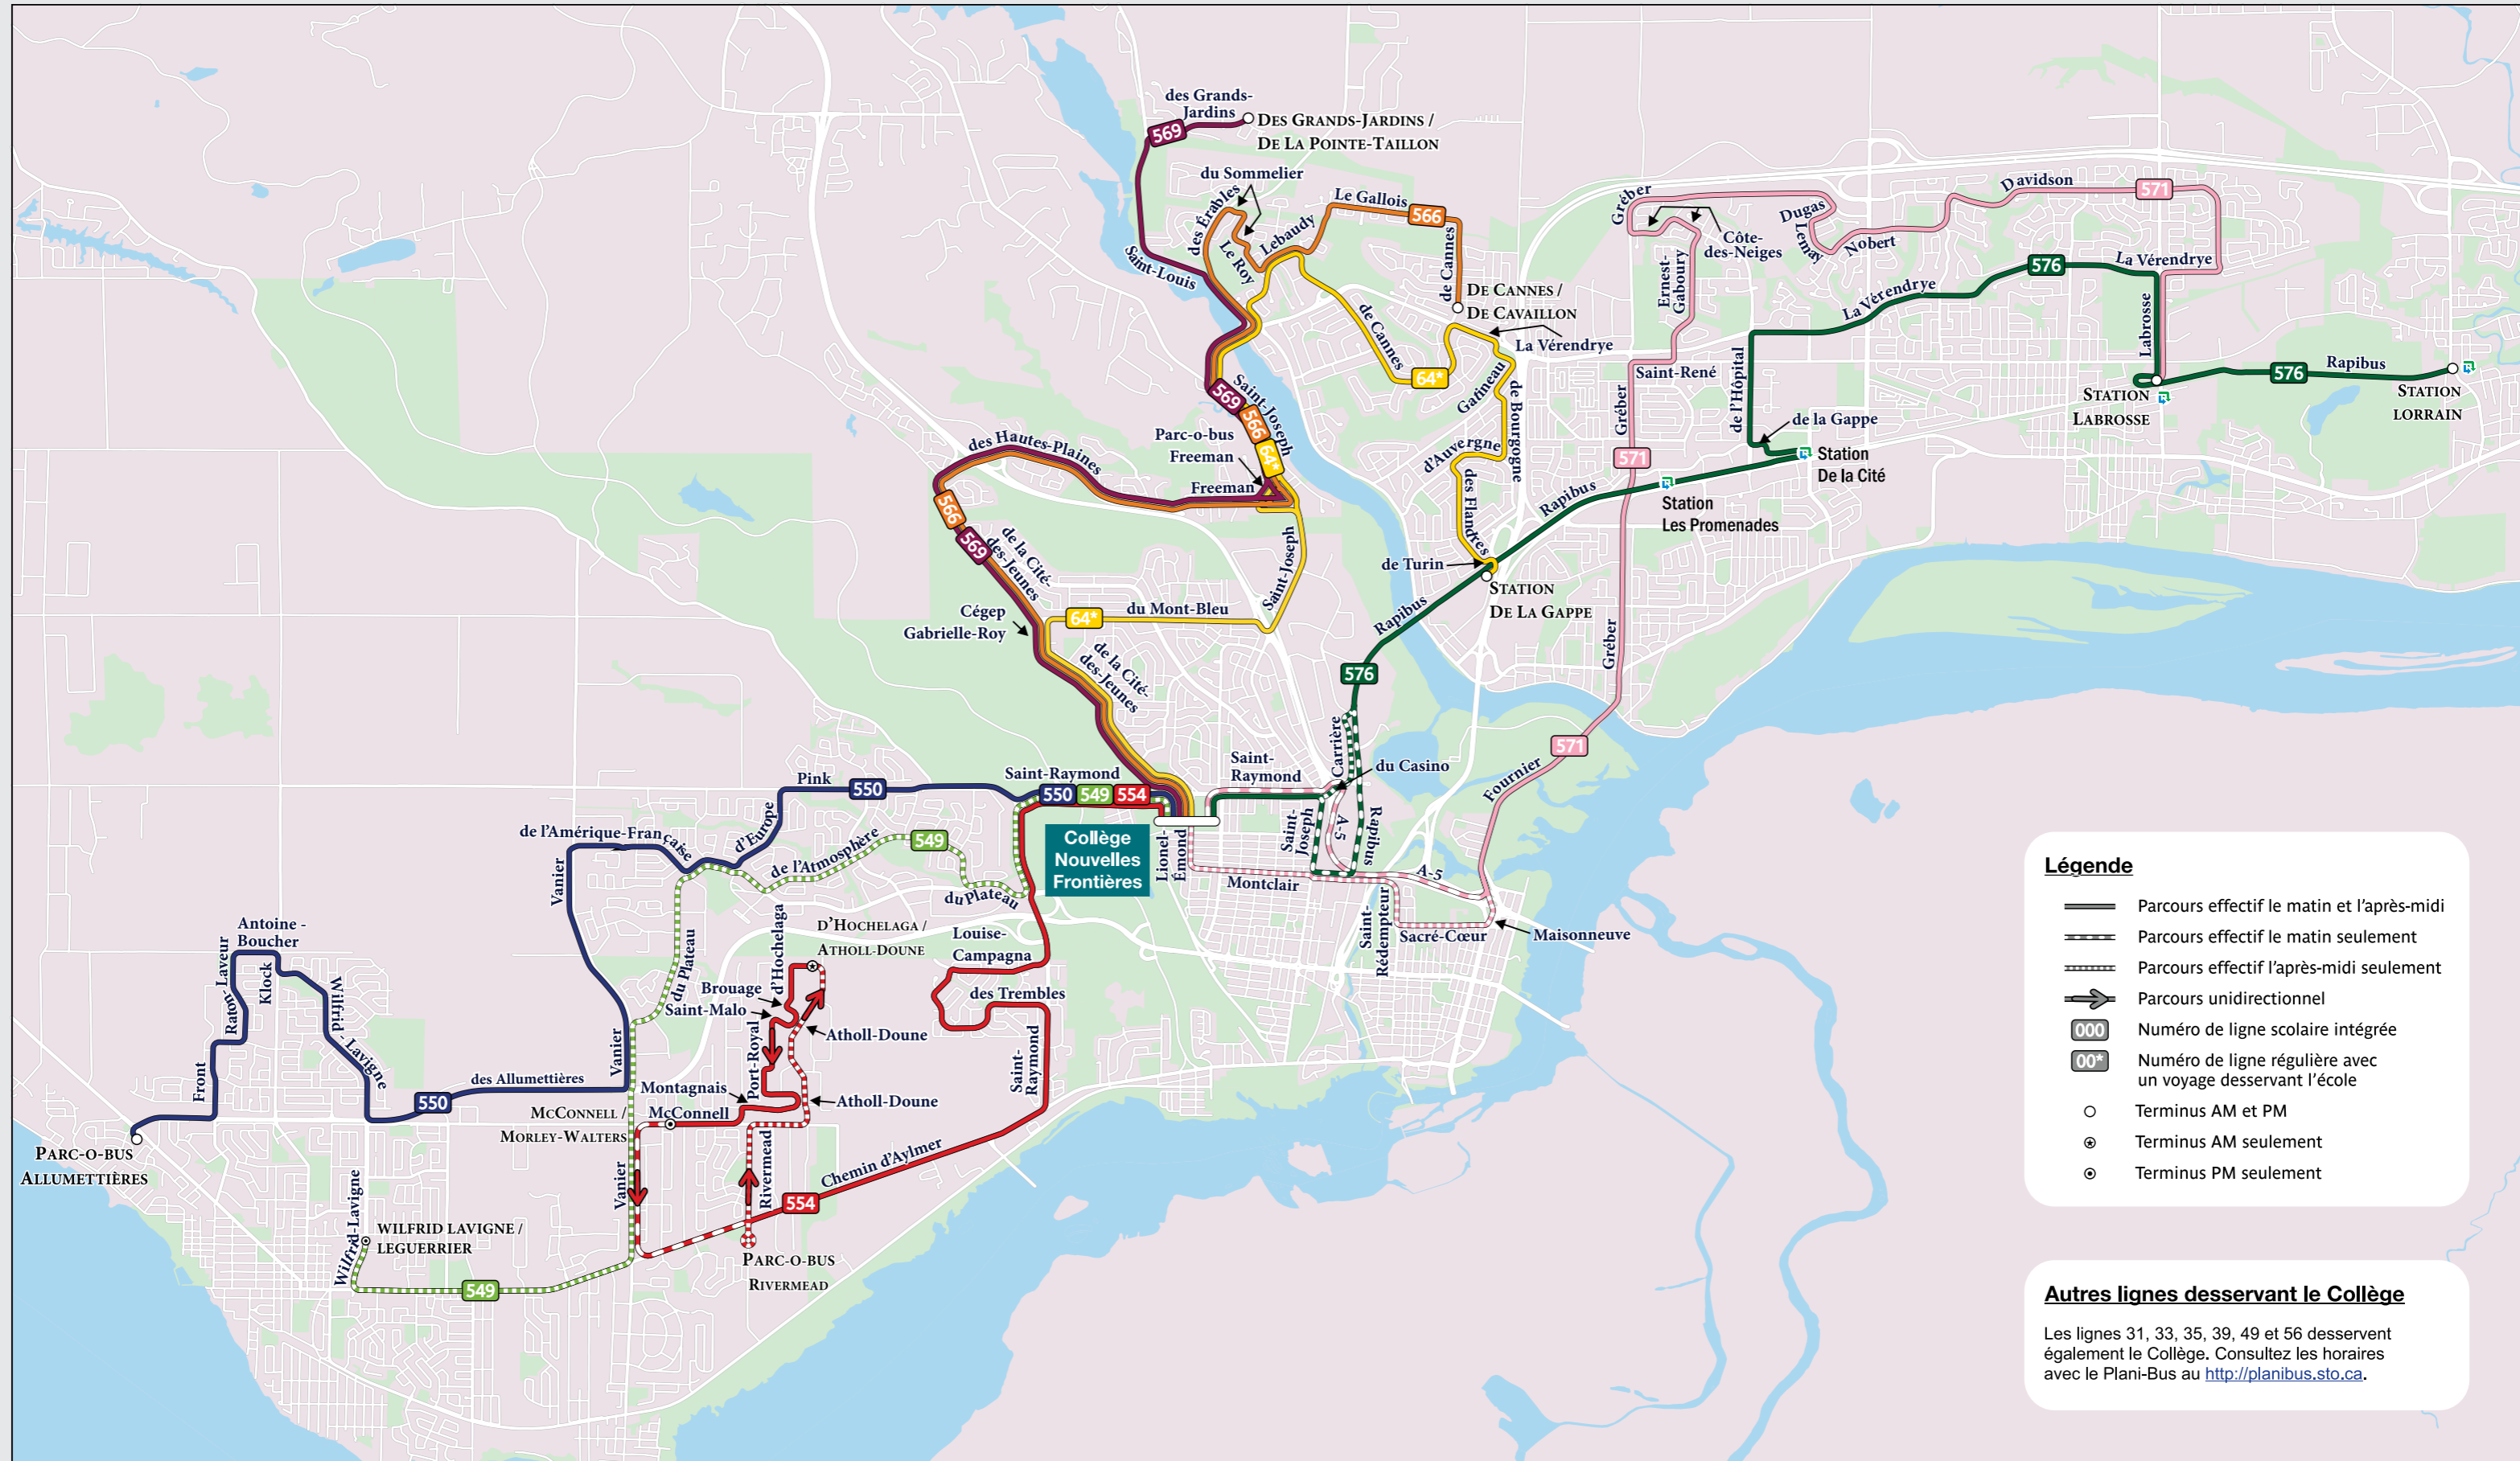 des Grands-
Jardins
569
DES GRANDS-JARDINS /
DE LA POINTE-TAILLON
du Sommelier
des Érables
Le Roy
Lebaudy
Le Gallois
566
de Cannes
Saint-Louis
DE CANNES /
DE CAVAILLON
La Vérendrye
de Cannes
64*
Gatineau
de Bourgogne
d'Auvergne
des Flandres
de Turin
STATION
DE LA GAPPE
Gréber
Côte-
des-Neiges
Ernest-
Gaboury
Dugas
Lemay
Nobert
Davidson
571
La Vérendrye
576
La Vérendrye
Labrosse
Saint-René
Gréber
de l'Hôpital
de la Gappe
Station
De la Cité
STATION
LABROSSE
576
Rapibus
STATION
LORRAIN
571
Rapibus
Station
Les Promenades
Gréber
Rapibus
576
569
566
64*
Saint-Joseph
Parc-o-bus
Freeman
Freeman
des Hautes-Plaines
566
569
de la Cité-
des-Jeunes
Saint-Joseph
Cégep
Gabrielle-Roy
64*
du Mont-Bleu
de la Cité-
des-Jeunes
571
Fournier
Carrière
Saint-
Raymond
du Casino
Saint-
Joseph
A-5
Rapibus
A-5
Montclair
Saint-
Rédempteur
Sacré-Cœur
Maisonneuve
Lionel-
Émond
Saint-Raymond
550
549
554
Collège
Nouvelles
Frontières
Pink
550
d'Europe
de l'Amérique-Française
de l'Atmosphère
549
du Plateau
Vanier
du Plateau
Vanier
D'HOCHELAGA /
ATHOLL-DOUNE
d'Hochelaga
Brouage
Saint-Malo
Port-Royal
Atholl-Doune
Atholl-Doune
Montagnais
McConnell
MCCONNELL /
MORLEY-WALTERS
Louise-
Campagna
des Trembles
Saint-
Raymond
Chemin d'Aylmer
554
Rivermead
PARC-O-BUS
RIVERMEAD
Vanier
Antoine -
Boucher
Raton-Laveur
Klock
Wilfrid - Lavigne
Front
550
des Allumettières
PARC-O-BUS
ALLUMETTIÈRES
Wilfrid-Lavigne
WILFRID LAVIGNE /
LEGUERRIER
549
Légende
Parcours effectif le matin et l'après-midi
Parcours effectif le matin seulement
Parcours effectif l'après-midi seulement
Parcours unidirectionnel
000 Numéro de ligne scolaire intégrée
00* Numéro de ligne régulière avec
un voyage desservant l'école
Terminus AM et PM
Terminus AM seulement
Terminus PM seulement
Autres lignes desservant le Collège
Les lignes 31, 33, 35, 39, 49 et 56 desservent
également le Collège. Consultez les horaires
avec le Plani-Bus au http://planibus.sto.ca.